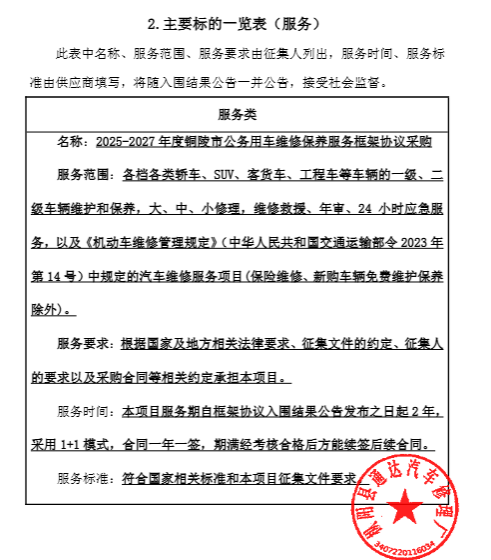 2.主要标的一览表（服务）
此表中名称、服务范围、服务要求由征集人列出，服务时间、服务标
准由供应商填写，将随入围结果公告一并公告，接受社会监督。
服务类
名称：2025-2027年度铜陵市公务用车维修保养服务框架协议采购
服务范围：各档各类轿车、SUV、客货车、工程车等车辆的一级、二
级车辆维护和保养，大、中、小修理，维修救援、年审、24 小时应急服
务，以及《机动车维修管理规定》（中华人民共和国交通运输部令2023年
第14号）中规定的汽车维修服务项目(保险维修、新购车辆免费维护保养
除外)。
服务要求：根据国家及地方相关法律要求、征集文件的约定、征集人
的要求以及采购合同等相关约定承担本项目。
服务时间：本项目服务期自框架协议入围结果公告发布之日起2年，
采用1+1模式，合同一年一签，期满经考核合格后方能续签后续合同。
服务标准：符合国家相关标准和本项目征集文件要求。
枞阳县通达汽车修理厂
3407220116034